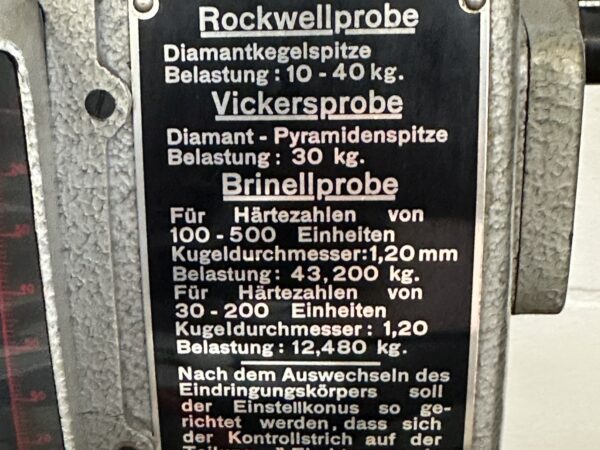 Rockwellprobe
Diamantkegelspitze
Belastung: 10-40 kg.
Vickersprobe
Diamant-Pyramidenspitze
Belastung: 30 kg.
Brinellprobe
Für Härtezahlen von
100-500 Einheiten
Kugeldurchmesser: 1,20 mm
Belastung: 43,200 kg.
Für Härtezahlen von
30-200 Einheiten
Kugeldurchmesser: 1,20
Belastung: 12,480 kg.
Nach dem Auswechseln des
Eindringungskörpers soll
der Einstellkonus so ge-
richtet werden, dass sich
der Kontrollstrich auf der